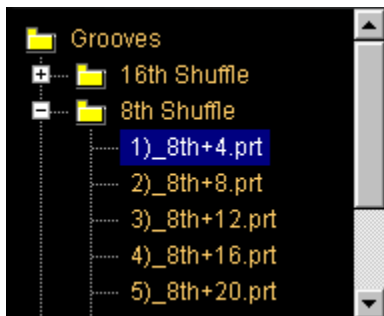 Grooves
16th Shuffle
8th Shuffle
1)_8th+4.prt
2)_8th+8.prt
3)_8th+12.prt
4)_8th+16.prt
5)_8th+20.prt